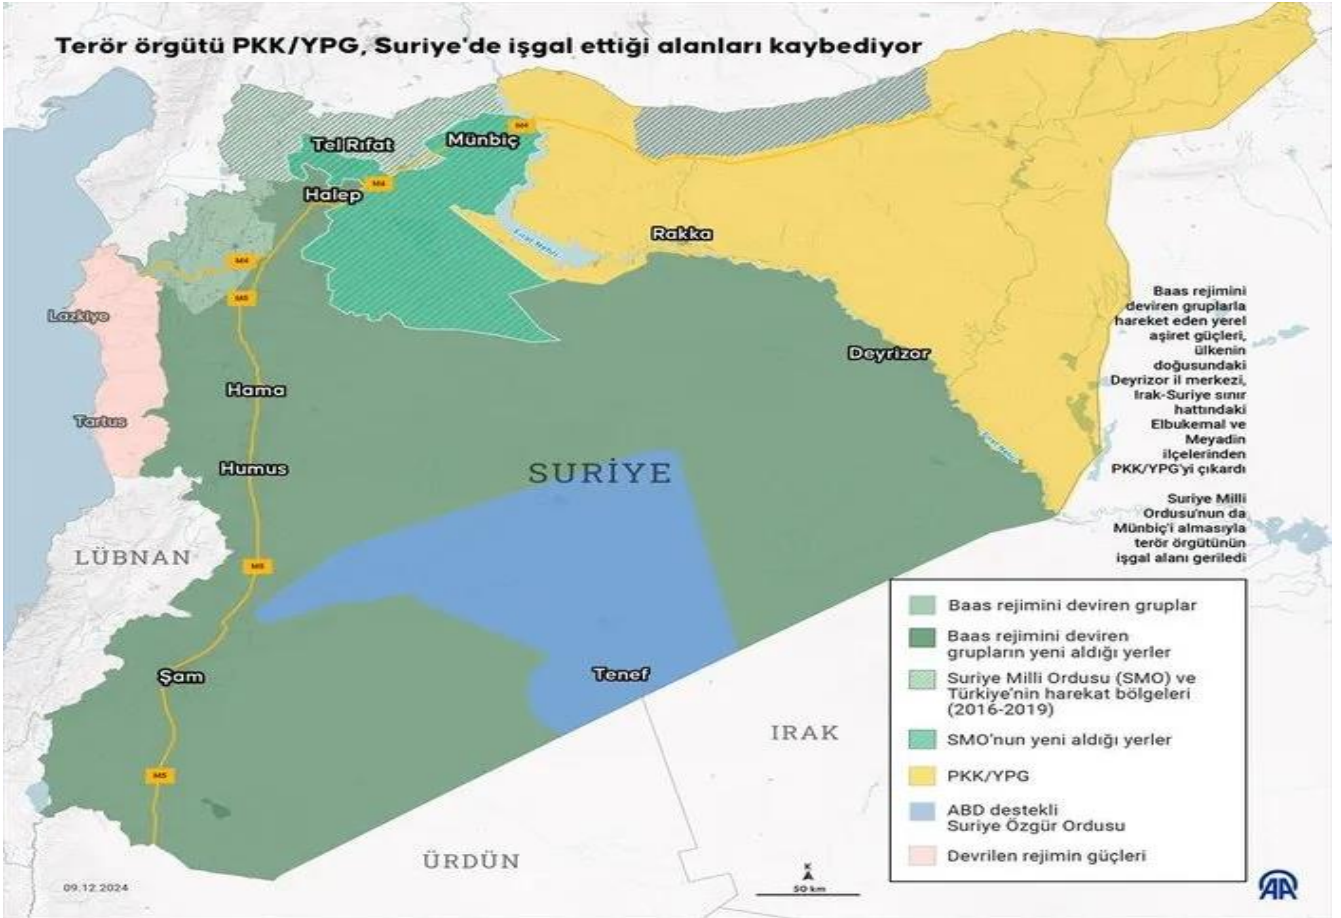 Terör örgütü PKK/YPG, Suriye'de işgal ettiği alanları kaybediyor
Tel Rıfat
Münbiç
M4
Halep
M4
Rakka
Fırat Nehri
M4
M5
Lazkiye
Deyrizor
Hama
Tartus
Fırat Nehri
Humus
SURİYE
LÜBNAN
M5
Şam
Tenef
IRAK
M5
ÜRDÜN
Baas rejimini
deviren gruplarla
hareket eden yerel
aşiret güçleri,
ülkenin
doğusundaki
Deyrizor il merkezi,
Irak-Suriye sınır
hattındaki
Elbukemal ve
Meyadin
ilçelerinden
PKK/YPG'yi çıkardı
Suriye Milli
Ordusu'nun da
Münbiç'i almasıyla
terör örgütünün
işgal alanı geriledi
Baas rejimini deviren gruplar
Baas rejimini deviren
grupların yeni aldığı yerler
Suriye Milli Ordusu (SMO) ve
Türkiye'nin harekat bölgeleri
(2016-2019)
SMO'nun yeni aldığı yerler
PKK/YPG
ABD destekli
Suriye Özgür Ordusu
Devrilen rejimin güçleri
09.12.2024
K
50 km
AA